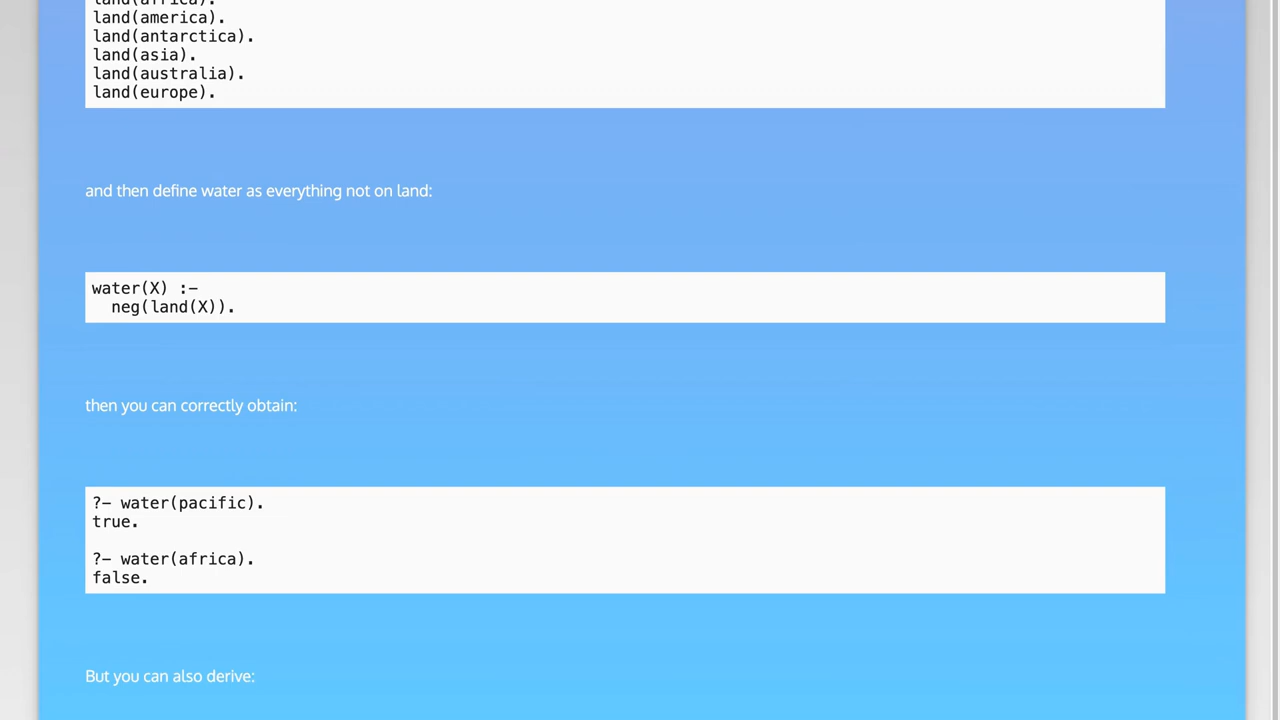 land(africa).
land(america).
land(antarctica).
land(asia).
land(australia).
land(europe).
and then define water as everything not on land:
water(X) :-
  neg(land(X)).
then you can correctly obtain:
?- water(pacific).
true.
?- water(africa).
false.
But you can also derive: